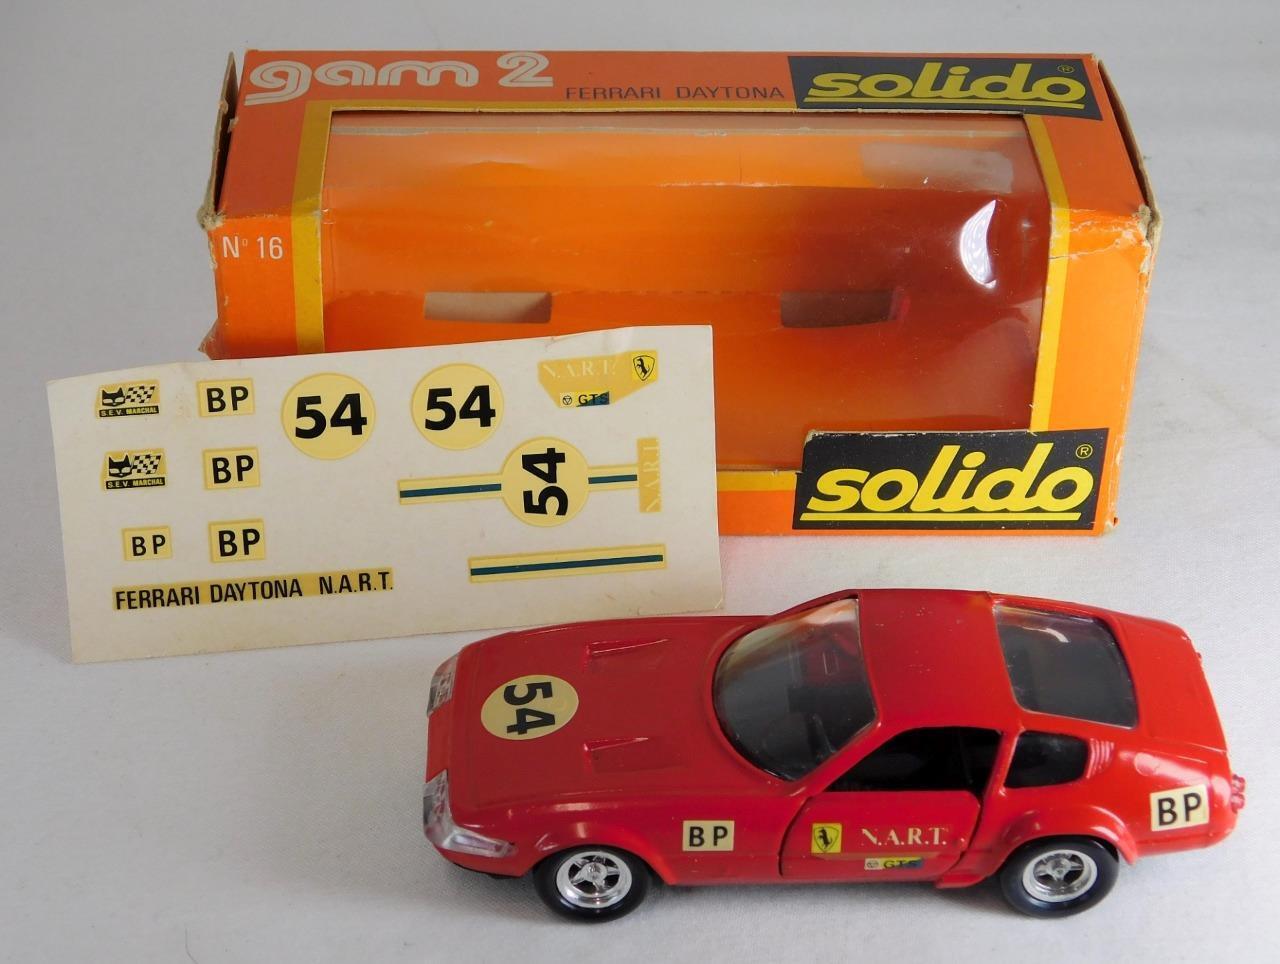 gam 2
FERRARI DAYTONA
solido®
Nº 16
solido®
S.E.V. MARCHAL
BP
54
54
N.A.R.T.
GTS
S.E.V. MARCHAL
BP
54
N.A.R.T.
BP
BP
FERRARI DAYTONA N.A.R.T.
54
BP
N.A.R.T.
GTS
BP